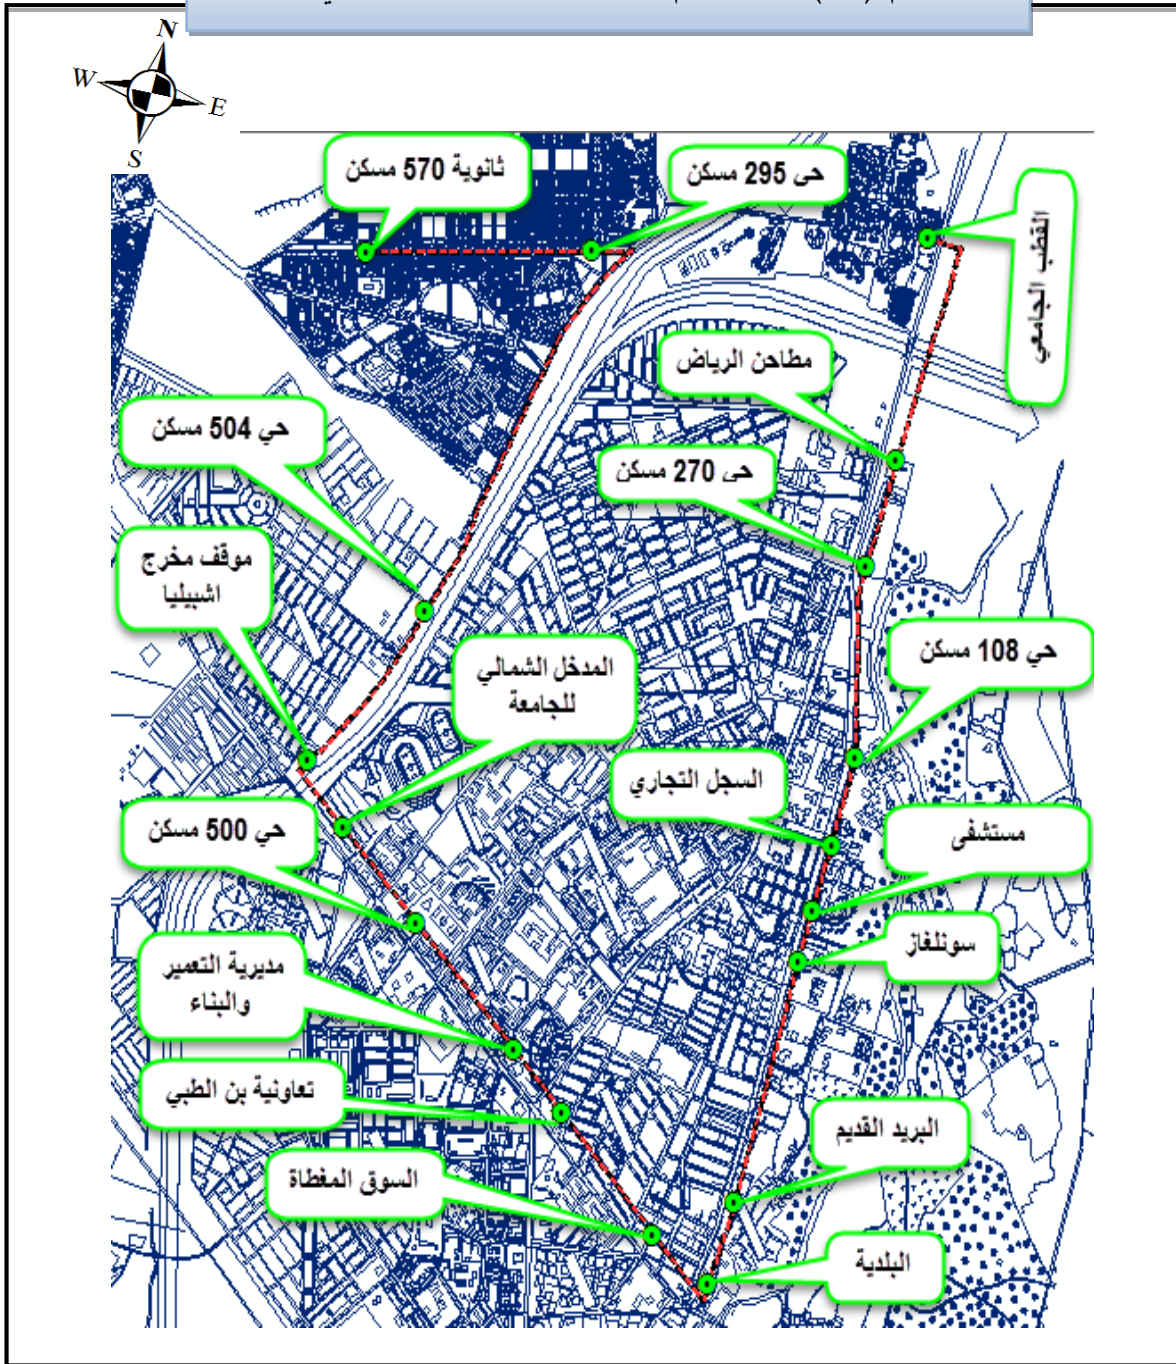 N
W
E
S
ثانوية 570 مسكن
حى 295 مسكن
القطب الجامعي
مطاحن الرياض
حي 504 مسكن
حى 270 مسكن
موقف مخرج
اشبيليا
المدخل الشمالي
للجامعة
حي 108 مسكن
السجل التجاري
حي 500 مسكن
مستشفى
سونلغاز
مديرية التعمير
والبناء
تعاونية بن الطبي
البريد القديم
السوق المغطاة
البلدية